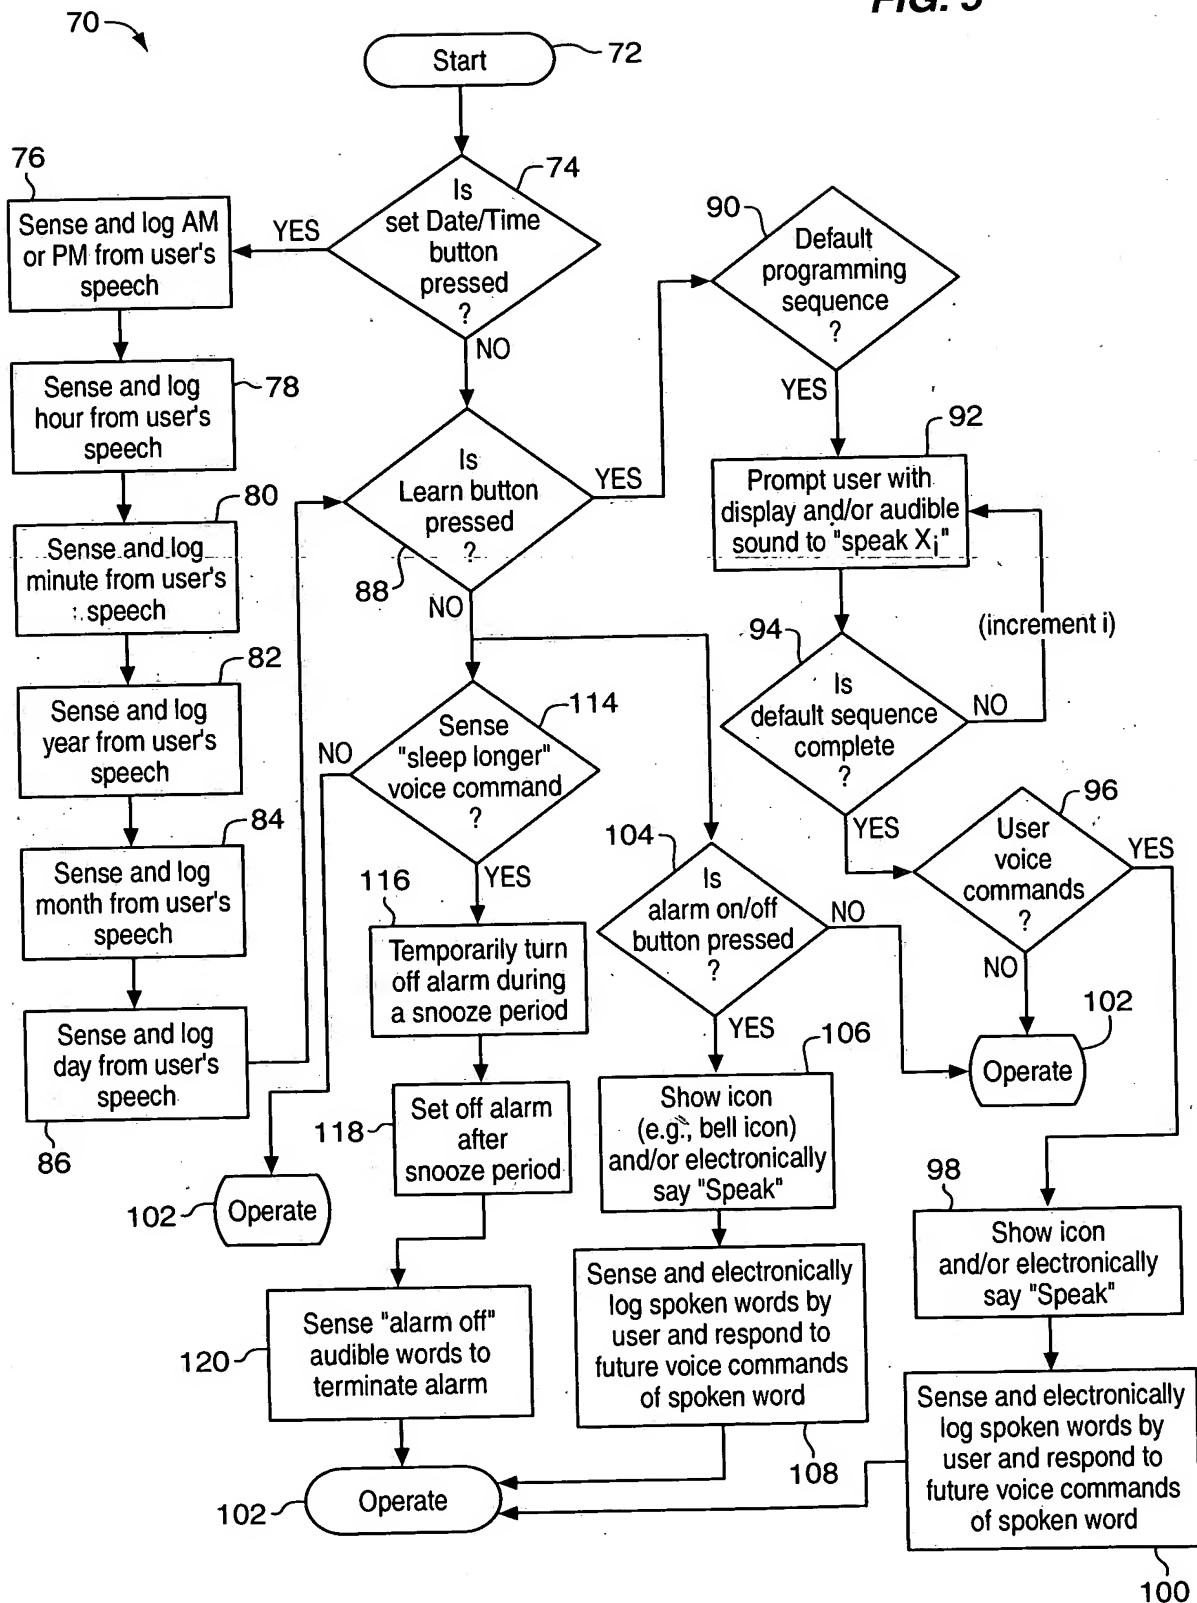 FIG. 5
70
Start
72
76
74
Is
set Date/Time
button
pressed
?
YES
NO
Sense and log AM
or PM from user's
speech
90
Default
programming
sequence
?
YES
Sense and log
hour from user's
speech
78
Is
Learn button
pressed
?
YES
88
NO
92
Prompt user with
display and/or audible
sound to "speak Xi"
(increment i)
80
Sense and log
minute from user's
speech
94
Is
default sequence
complete
?
NO
YES
82
Sense and log
year from user's
speech
114
Sense
"sleep longer"
voice command
?
NO
YES
96
User
voice
commands
?
YES
NO
84
Sense and log
month from user's
speech
104
Is
alarm on/off
button pressed
?
NO
YES
116
Temporarily turn
off alarm during
a snooze period
102
Operate
Sense and log
day from user's
speech
86
106
Show icon
(e.g., bell icon)
and/or electronically
say "Speak"
118
Set off alarm
after
snooze period
102
Operate
98
Show icon
and/or electronically
say "Speak"
120
Sense "alarm off"
audible words to
terminate alarm
Sense and electronically
log spoken words by
user and respond to
future voice commands
of spoken word
108
Sense and electronically
log spoken words by
user and respond to
future voice commands
of spoken word
100
102
Operate